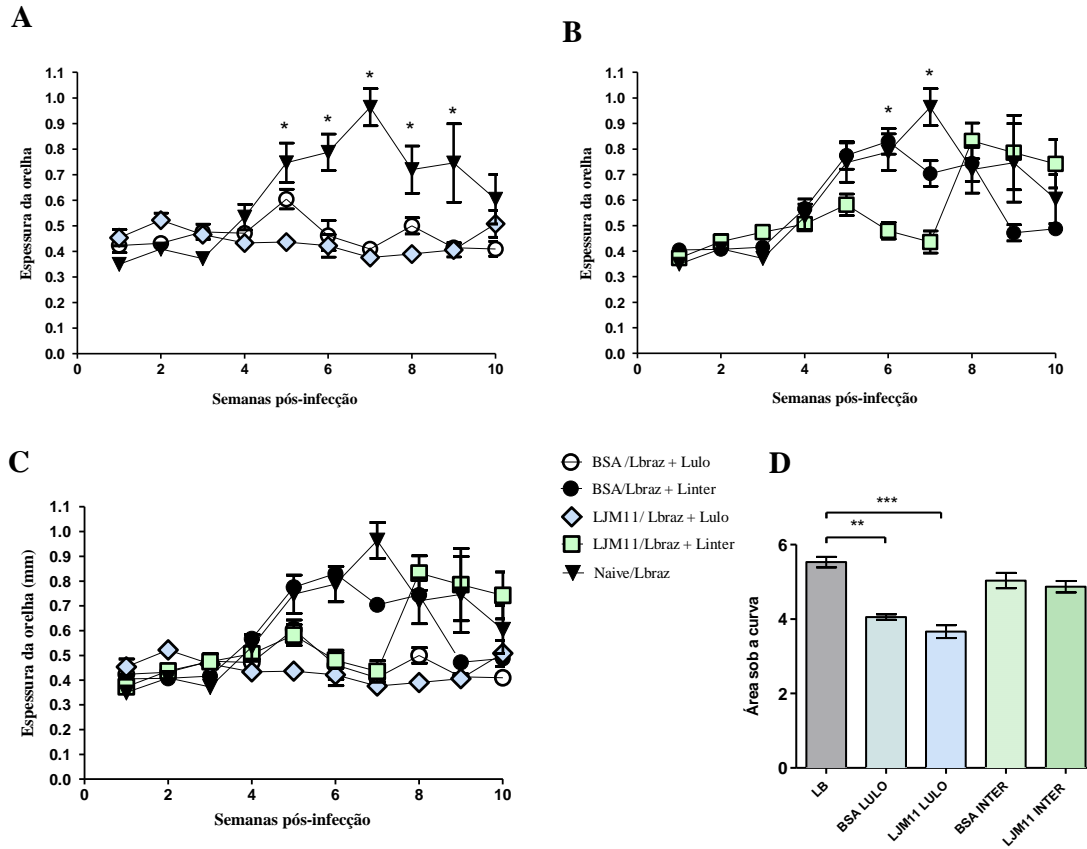 A
Espessura da orelha
1.1
1.0
0.9
0.8
0.7
0.6
0.5
0.4
0.3
0.2
0.1
0.0
* * * * *
0 2 4 6 8 10
Semanas pós-infecção
B
Espessura da orelha
1.1
1.0
0.9
0.8
0.7
0.6
0.5
0.4
0.3
0.2
0.1
0.0
* *
0 2 4 6 8 10
Semanas pós-infecção
C
Espessura da orelha (mm)
1.1
1.0
0.9
0.8
0.7
0.6
0.5
0.4
0.3
0.2
0.1
0.0
0 2 4 6 8 10
Semanas pós-infecção
BSA /Lbraz + Lulo
BSA/Lbraz + Linter
LJM11/ Lbraz + Lulo
LJM11/Lbraz + Linter
Naive/Lbraz
D
***
**
Área sob a curva
6
4
2
0
LB
BSA LULO
LJM11 LULO
BSA INTER
LJM11 INTER